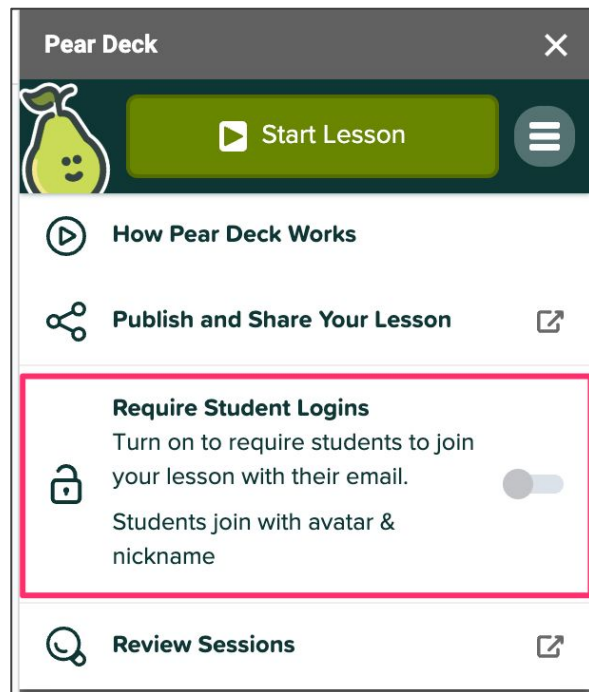 Pear Deck
Start Lesson
How Pear Deck Works
Publish and Share Your Lesson
Require Student Logins
Turn on to require students to join
your lesson with their email.
Students join with avatar &
nickname
Review Sessions